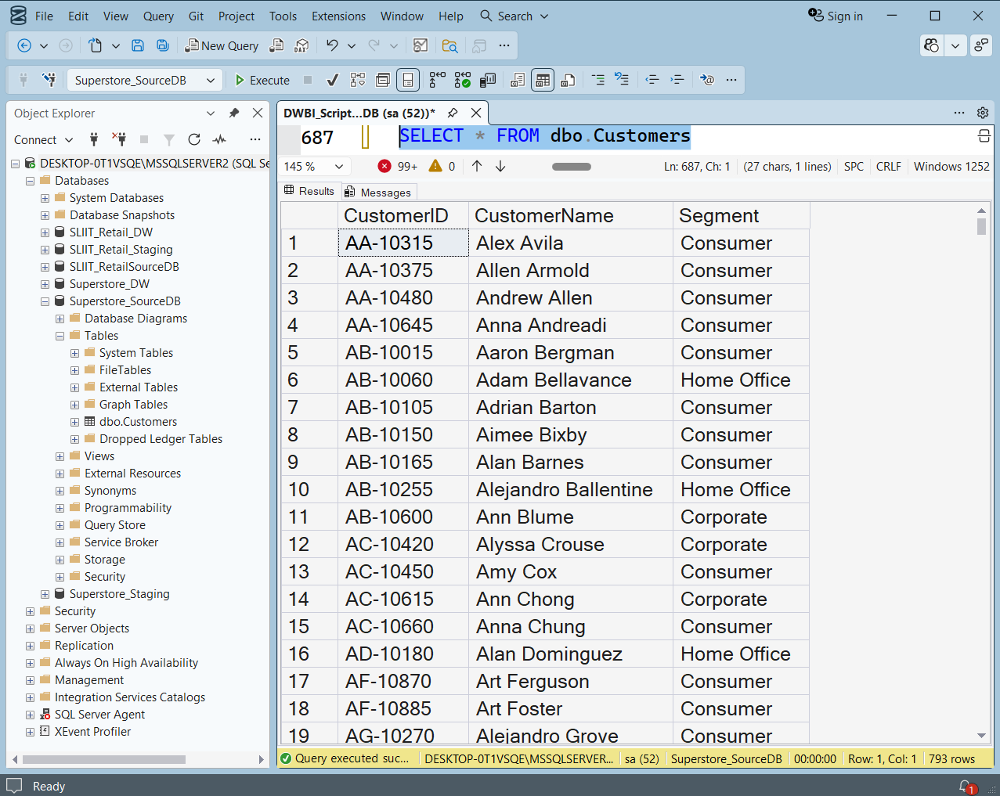 File Edit View Query Git Project Tools Extensions Window Help Search Sign in
New Query DAX
Superstore_SourceDB Execute
Object Explorer
Connect
DESKTOP-0T1VSQE\MSSQLSERVER2 (SQL Se
Databases
System Databases
Database Snapshots
SLIIT_Retail_DW
SLIIT_Retail_Staging
SLIIT_RetailSourceDB
Superstore_DW
Superstore_SourceDB
Database Diagrams
Tables
System Tables
FileTables
External Tables
Graph Tables
dbo.Customers
Dropped Ledger Tables
Views
External Resources
Synonyms
Programmability
Query Store
Service Broker
Storage
Security
Superstore_Staging
Security
Server Objects
Replication
Always On High Availability
Management
Integration Services Catalogs
SQL Server Agent
XEvent Profiler
DWBI_Script...DB (sa (52))*
687 SELECT * FROM dbo.Customers
145 % 99+ 0 Ln: 687, Ch: 1 (27 chars, 1 lines) SPC CRLF Windows 1252
Results Messages
CustomerID CustomerName Segment
1 AA-10315 Alex Avila Consumer
2 AA-10375 Allen Armold Consumer
3 AA-10480 Andrew Allen Consumer
4 AA-10645 Anna Andreadi Consumer
5 AB-10015 Aaron Bergman Consumer
6 AB-10060 Adam Bellavance Home Office
7 AB-10105 Adrian Barton Consumer
8 AB-10150 Aimee Bixby Consumer
9 AB-10165 Alan Barnes Consumer
10 AB-10255 Alejandro Ballentine Home Office
11 AB-10600 Ann Blume Corporate
12 AC-10420 Alyssa Crouse Corporate
13 AC-10450 Amy Cox Consumer
14 AC-10615 Ann Chong Corporate
15 AC-10660 Anna Chung Consumer
16 AD-10180 Alan Dominguez Home Office
17 AF-10870 Art Ferguson Consumer
18 AF-10885 Art Foster Consumer
19 AG-10270 Alejandro Grove Consumer
Query executed suc... DESKTOP-0T1VSQE\MSSQLSERVER... sa (52) Superstore_SourceDB 00:00:00 Row: 1, Col: 1 793 rows
Ready 1